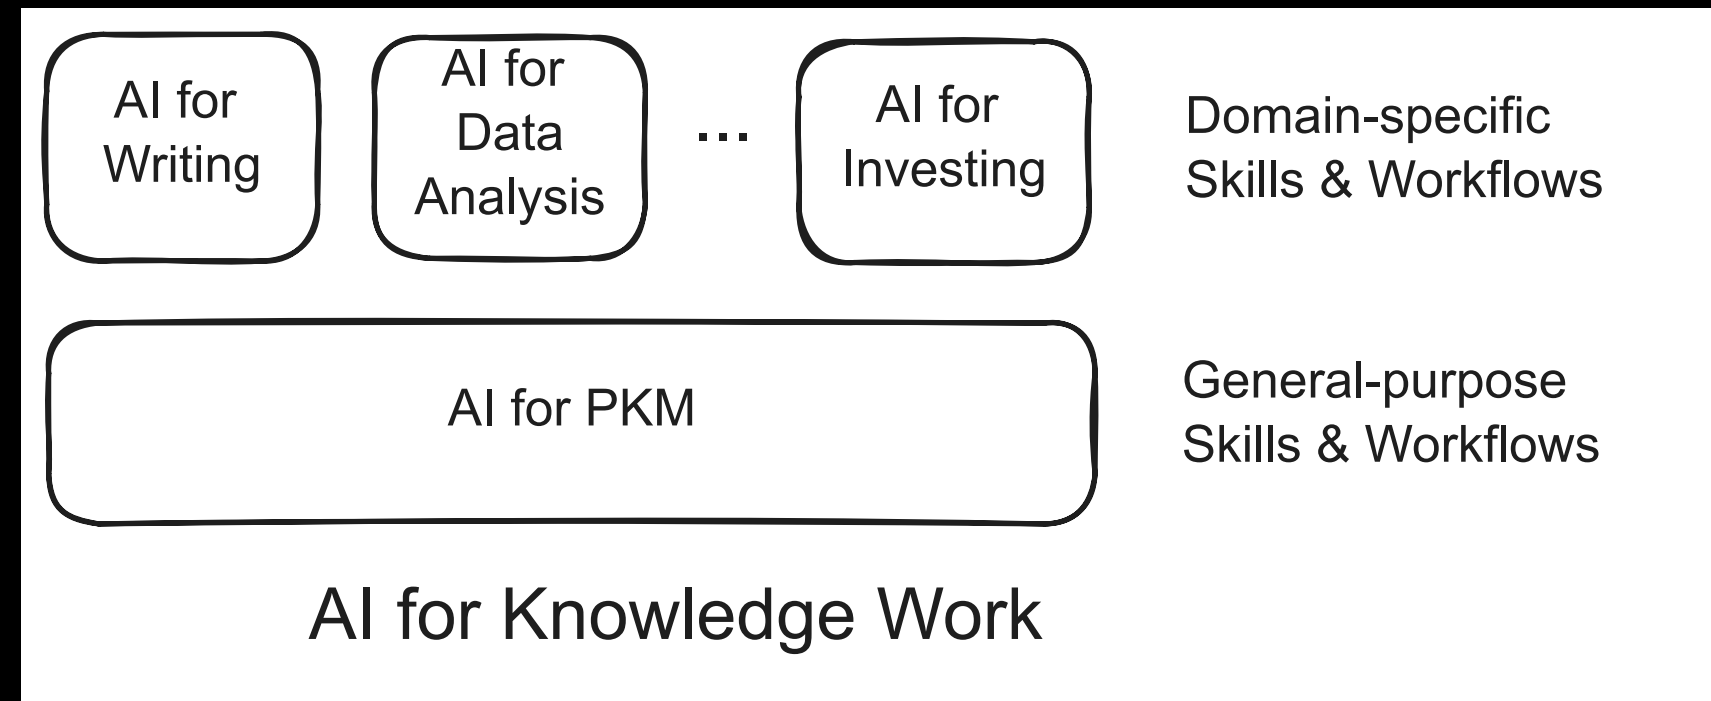 AI for
Writing
AI for
Data
Analysis
...
AI for
Investing
Domain-specific
Skills & Workflows
AI for PKM
General-purpose
Skills & Workflows
AI for Knowledge Work